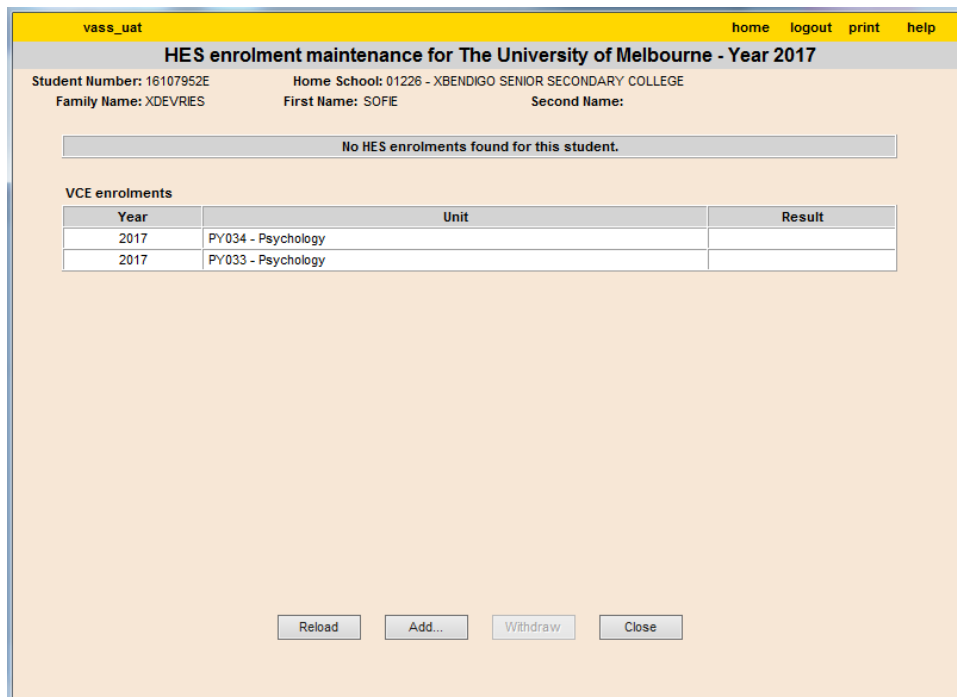 vass_uat home logout print help
HES enrolment maintenance for The University of Melbourne - Year 2017
Student Number: 16107952E Home School: 01226 - XBENDIGO SENIOR SECONDARY COLLEGE
Family Name: XDEVRIES First Name: SOFIE Second Name:
No HES enrolments found for this student.
VCE enrolments
Year Unit Result
2017 PY034 - Psychology
2017 PY033 - Psychology
Reload Add... Withdraw Close